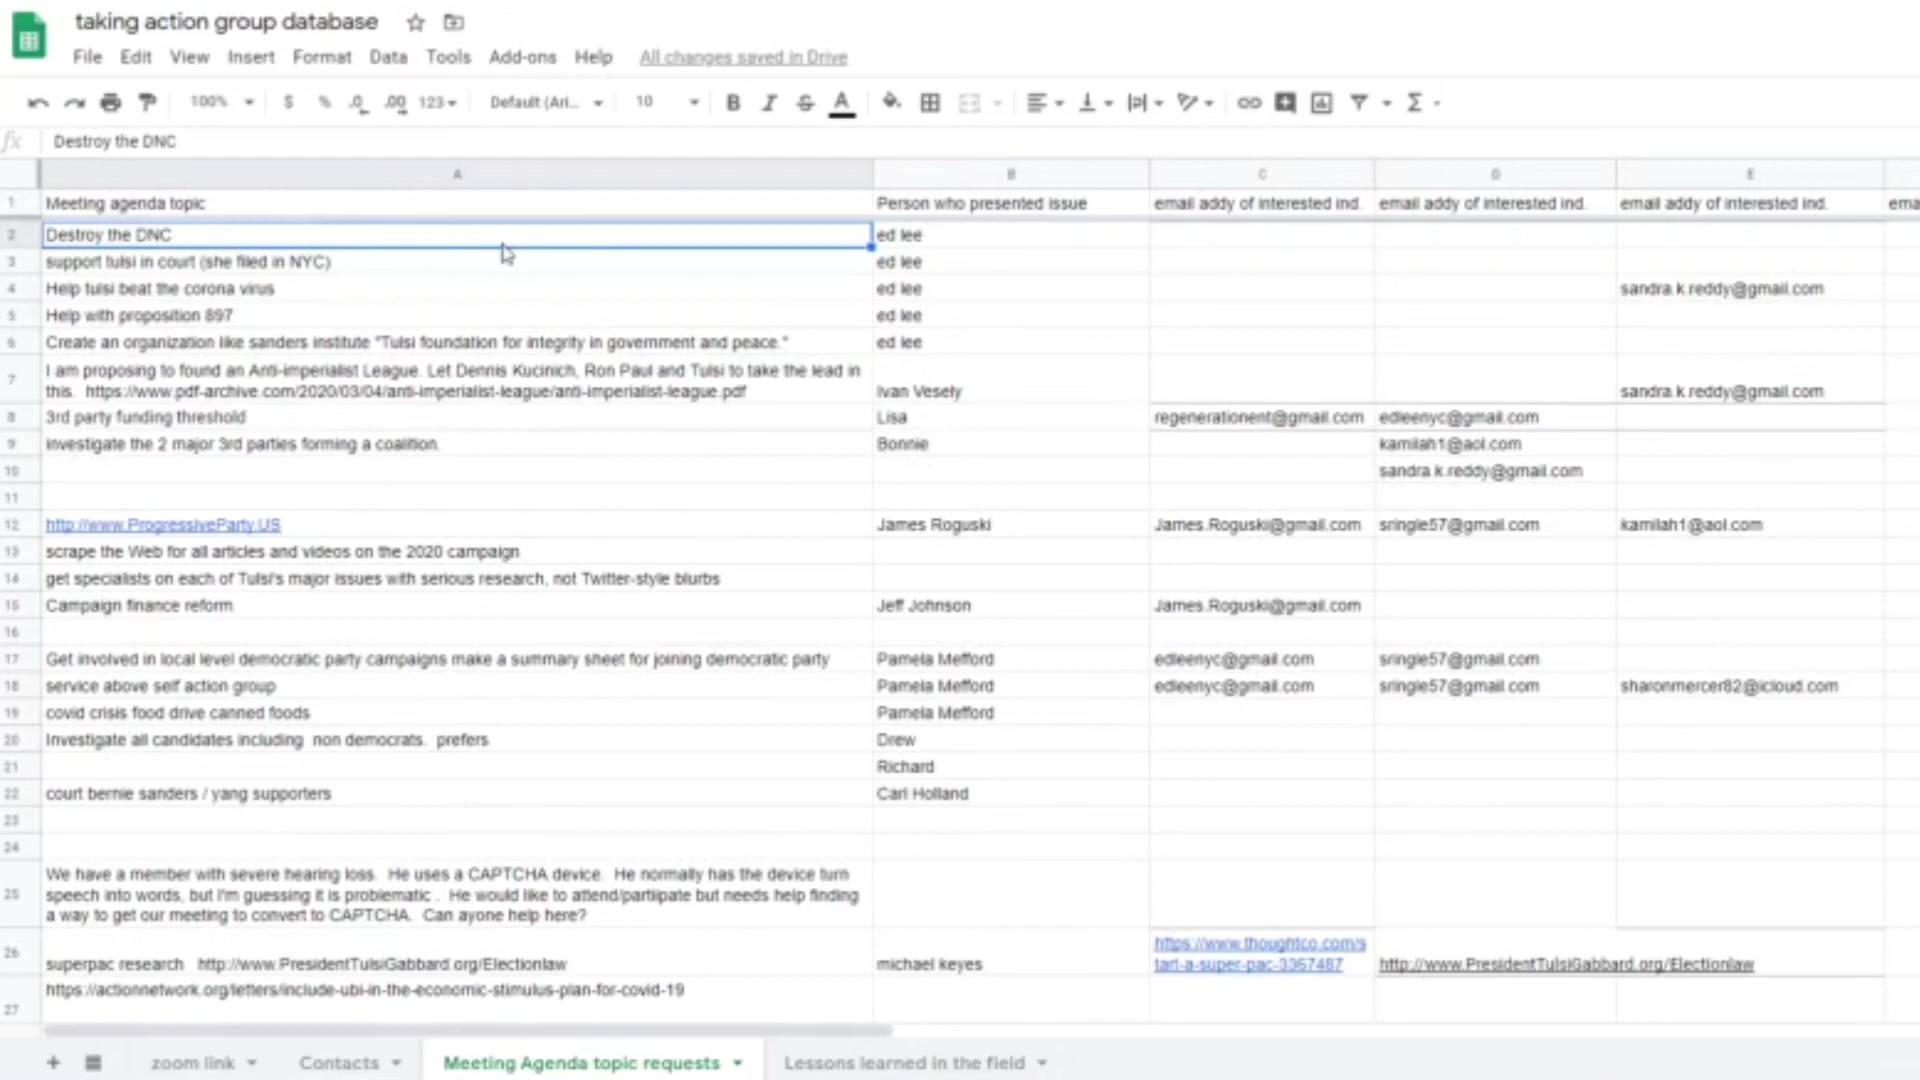 taking action group database
File Edit View Insert Format Data Tools Add-ons Help All changes saved in Drive
100% $ % .0 .00 123 Default (Ari... 10 B I S A
fx Destroy the DNC
A B C D E
1 Meeting agenda topic Person who presented issue email addy of interested ind. email addy of interested ind. email addy of interested ind. ema
2 Destroy the DNC ed lee
3 support tulsi in court (she filed in NYC) ed lee
4 Help tulsi beat the corona virus ed lee sandra.k.reddy@gmail.com
5 Help with proposition 897 ed lee
6 Create an organization like sanders institute "Tulsi foundation for integrity in government and peace." ed lee
I am proposing to found an Anti-imperialist League. Let Dennis Kucinich, Ron Paul and Tulsi to take the lead in
7 this. https://www.pdf-archive.com/2020/03/04/anti-imperialist-league/anti-imperialist-league.pdf Ivan Vesely sandra.k.reddy@gmail.com
8 3rd party funding threshold Lisa regenerationent@gmail.com edleenyc@gmail.com
9 investigate the 2 major 3rd parties forming a coalition. Bonnie kamilah1@aol.com
10 sandra.k.reddy@gmail.com
11
12 http://www.ProgressiveParty.US James Roguski James.Roguski@gmail.com sringle57@gmail.com kamilah1@aol.com
13 scrape the Web for all articles and videos on the 2020 campaign
14 get specialists on each of Tulsi's major issues with serious research, not Twitter-style blurbs
15 Campaign finance reform Jeff Johnson James.Roguski@gmail.com
16
17 Get involved in local level democratic party campaigns make a summary sheet for joining democratic party Pamela Mefford edleenyc@gmail.com sringle57@gmail.com
18 service above self action group Pamela Mefford edleenyc@gmail.com sringle57@gmail.com sharonmercer82@icloud.com
19 covid crisis food drive canned foods Pamela Mefford
20 Investigate all candidates including non democrats. prefers Drew
21 Richard
22 court bernie sanders / yang supporters Carl Holland
23
24
We have a member with severe hearing loss. He uses a CAPTCHA device. He normally has the device turn
25 speech into words, but I'm guessing it is problematic . He would like to attend/partiipate but needs help finding
a way to get our meeting to convert to CAPTCHA. Can ayone help here?
https://www.thoughtco.com/s
26 superpac research http://www.PresidentTulsiGabbard.org/Electionlaw michael keyes tart-a-super-pac-3367487 http://www.PresidentTulsiGabbard.org/Electionlaw
https://actionnetwork.org/letters/include-ubi-in-the-economic-stimulus-plan-for-covid-19
27
+ zoom link Contacts Meeting Agenda topic requests Lessons learned in the field